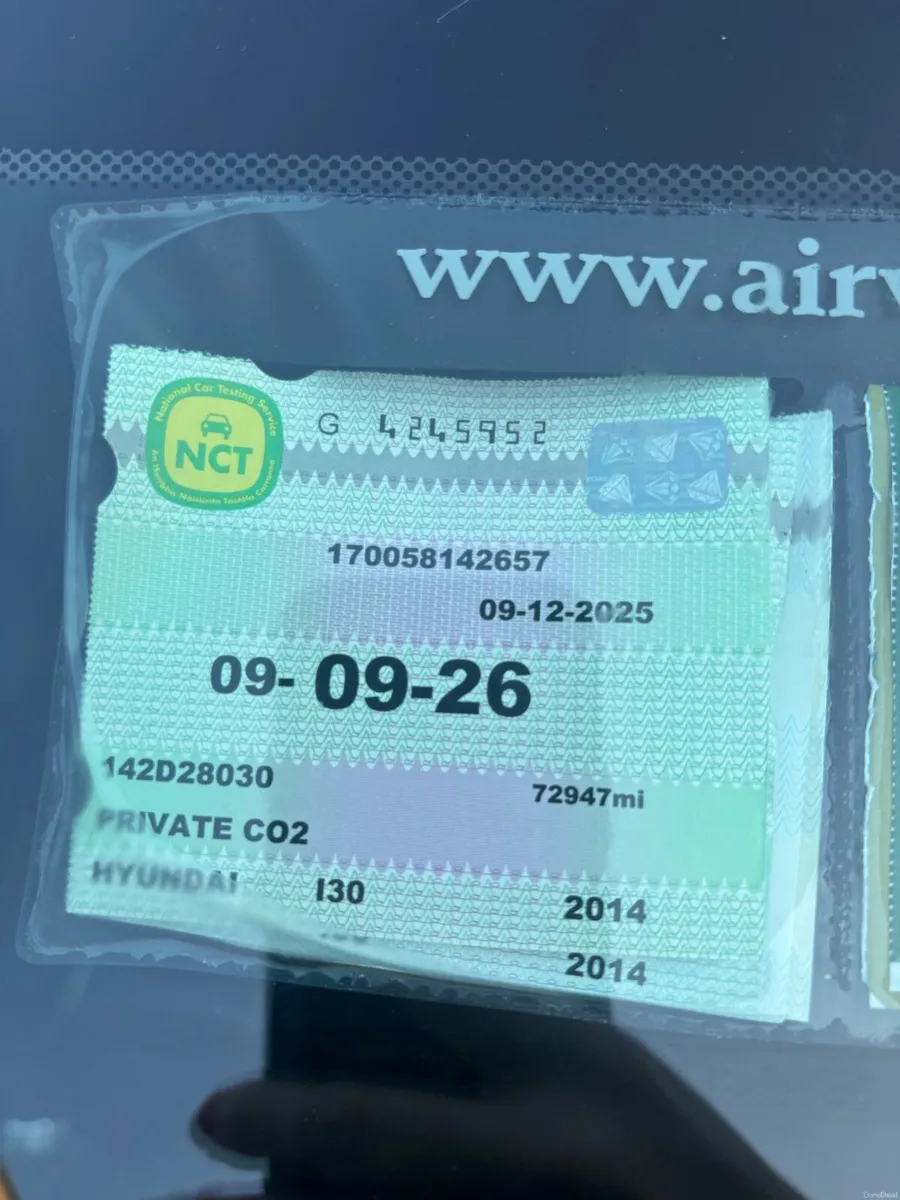 www.air
National Car Testing Service
NCT
G 4245952
170058142657
09-12-2025
09- 09-26
142D28030
72947mi
PRIVATE CO2
HYUNDAI I30 2014
2014
DoneDeal